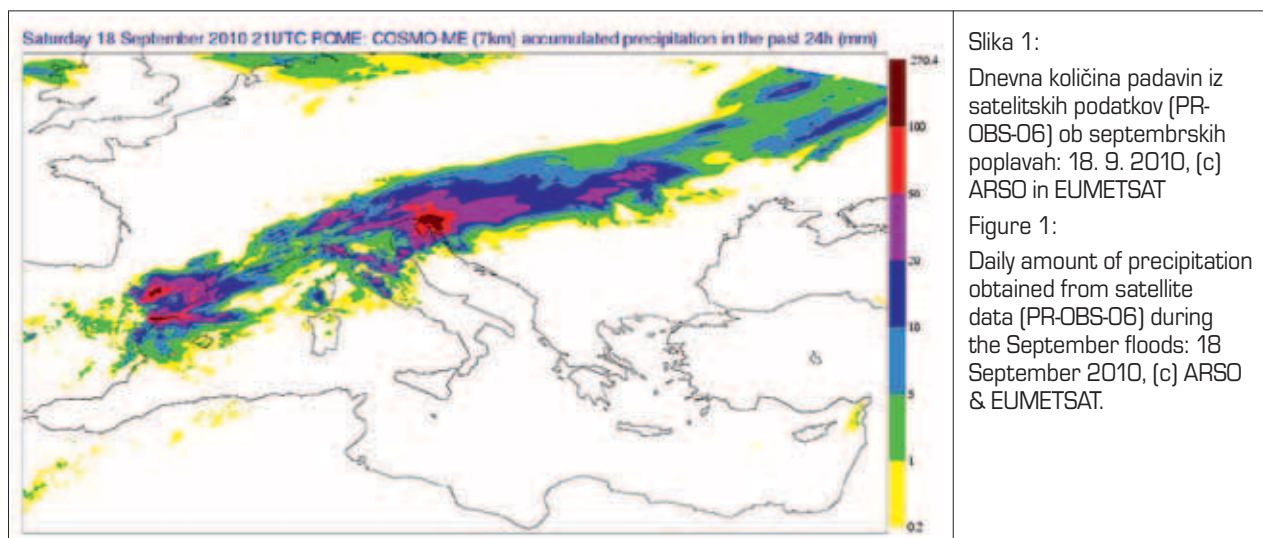 Saturday 18 September 2010 21UTC ROME: COSMO-ME (7km) accumulated precipitation in the past 24h (mm)
270.4
100
50
20
10
5
1
0.2
Slika 1:
Dnevna količina padavin iz
satelitskih podatkov (PR-
OBS-06) ob septembrskih
poplavah: 18. 9. 2010, (c)
ARSO in EUMETSAT
Figure 1:
Daily amount of precipitation
obtained from satellite
data (PR-OBS-06) during
the September floods: 18
September 2010, (c) ARSO
& EUMETSAT.